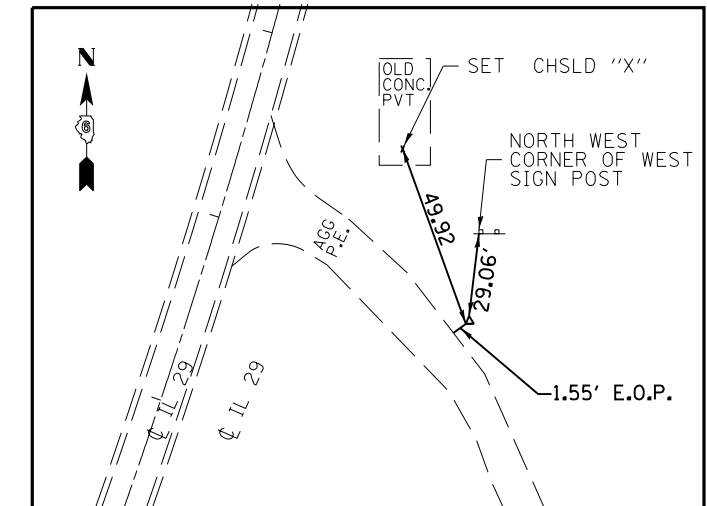 N
6
OLD
CONC.
PVT
SET CHSLD "X"
NORTH WEST
CORNER OF WEST
SIGN POST
49.92
29.06'
AGG
P.E.
1.55' E.O.P.
℄ IL 29
℄ IL 29